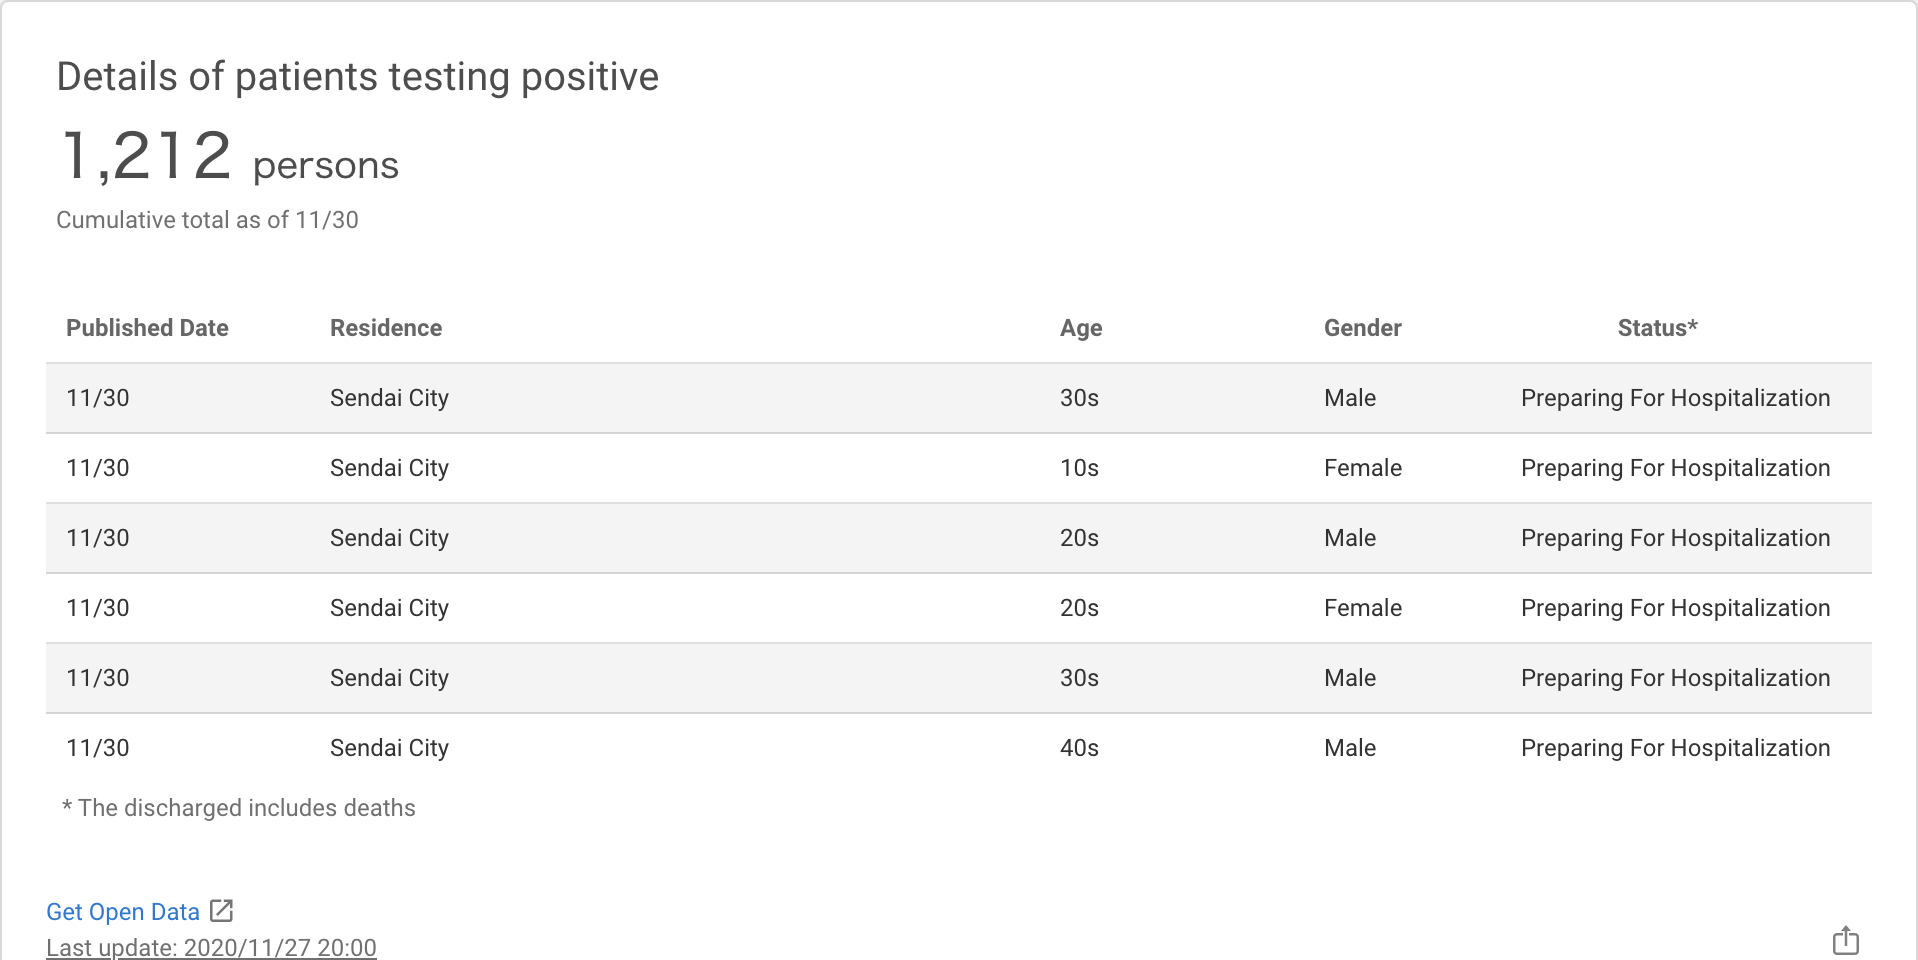 Details of patients testing positive
1,212 persons
Cumulative total as of 11/30
Published Date Residence Age Gender Status*
11/30 Sendai City 30s Male Preparing For Hospitalization
11/30 Sendai City 10s Female Preparing For Hospitalization
11/30 Sendai City 20s Male Preparing For Hospitalization
11/30 Sendai City 20s Female Preparing For Hospitalization
11/30 Sendai City 30s Male Preparing For Hospitalization
11/30 Sendai City 40s Male Preparing For Hospitalization
* The discharged includes deaths
Get Open Data
Last update: 2020/11/27 20:00